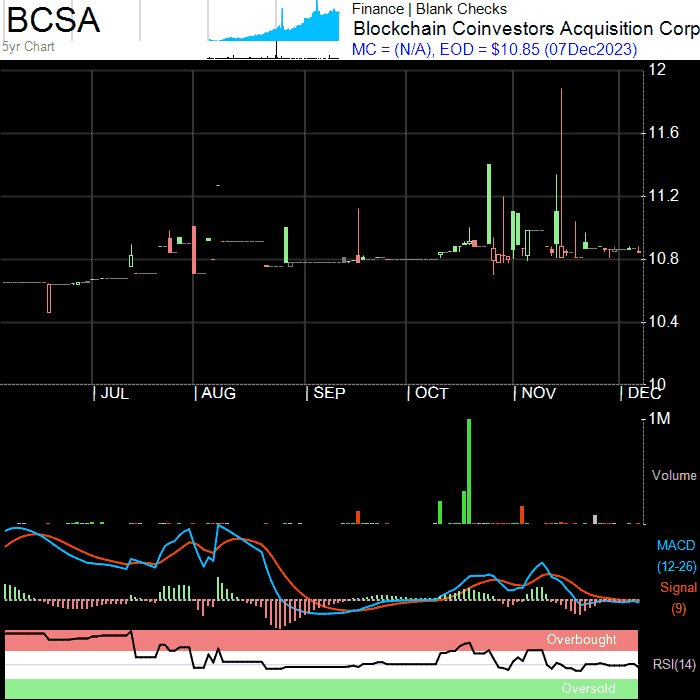 BCSA
5yr Chart
Finance | Blank Checks
Blockchain Coinvestors Acquisition Corp
MC = (N/A), EOD = $10.85 (07Dec2023)
12
11.6
11.2
10.8
10.4
10
| JUL | AUG | SEP | OCT | NOV | DEC
1M
Volume
MACD
(12-26)
Signal
(9)
Overbought
RSI(14)
Oversold